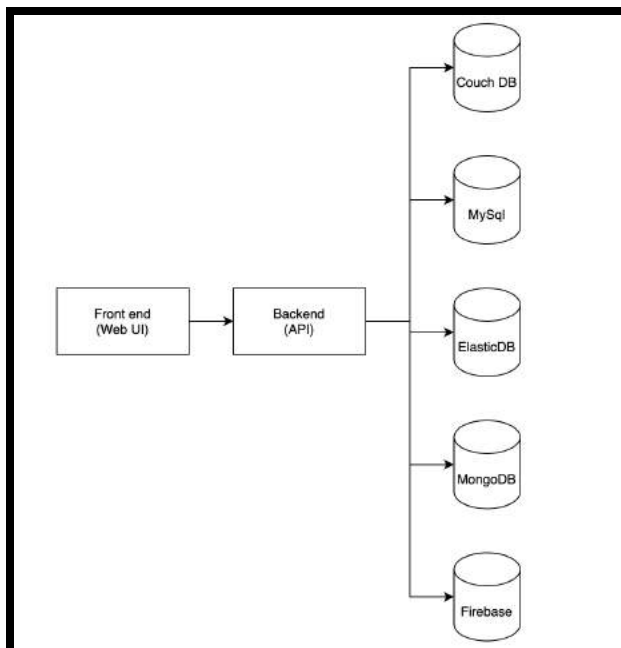 Couch DB
MySql
Front end
(Web UI)
Backend
(API)
ElasticDB
MongoDB
Firebase